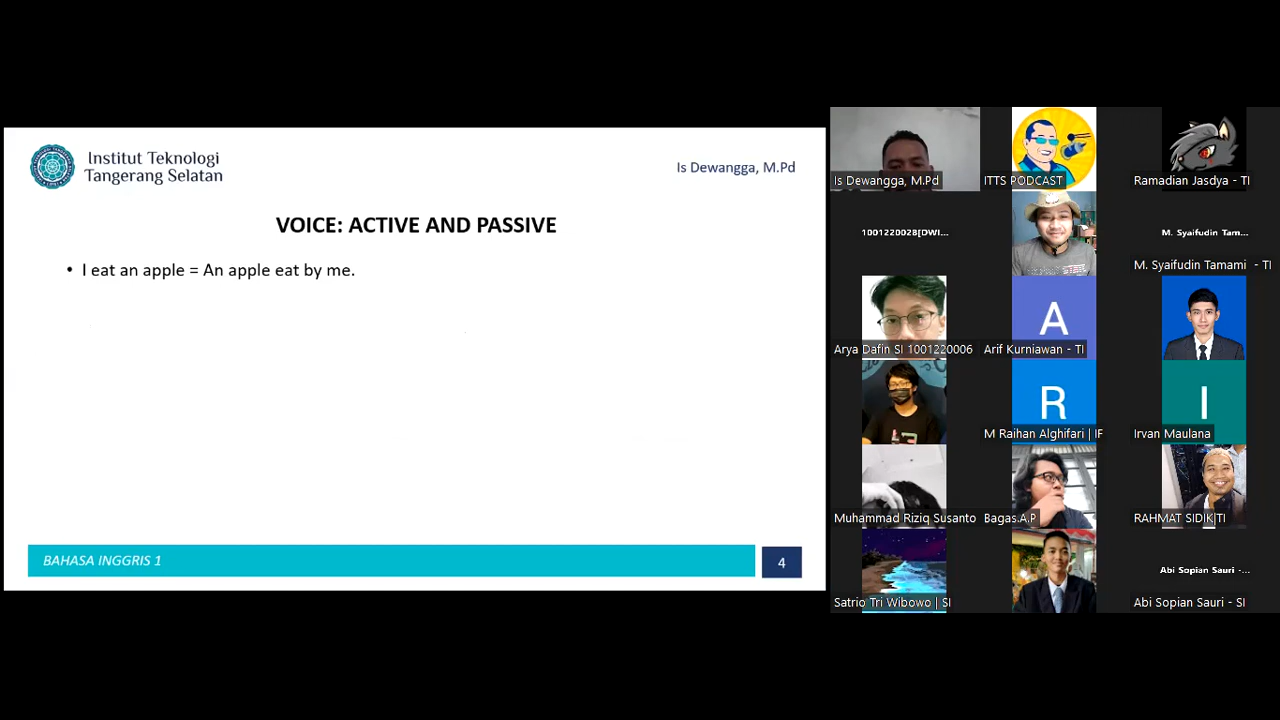 Institut Teknologi
Tangerang Selatan
Is Dewangga, M.Pd
VOICE: ACTIVE AND PASSIVE
• I eat an apple = An apple eat by me.
BAHASA INGGRIS 1
4
Is Dewangga, M.Pd
ITTS PODCAST
Ramadian Jasdya - TI
1001220028[DWI...
M. Syaifudin Tam...
M. Syaifudin Tamami - TI
Arya Dafin SI 1001220006
A
Arif Kurniawan - TI
R
M Raihan Alghifari | IF
I
Irvan Maulana
Muhammad Riziq Susanto
Bagas.A.P
RAHMAT SIDIK|TI
Satrio Tri Wibowo | SI
Abi Sopian Sauri -...
Abi Sopian Sauri - SI